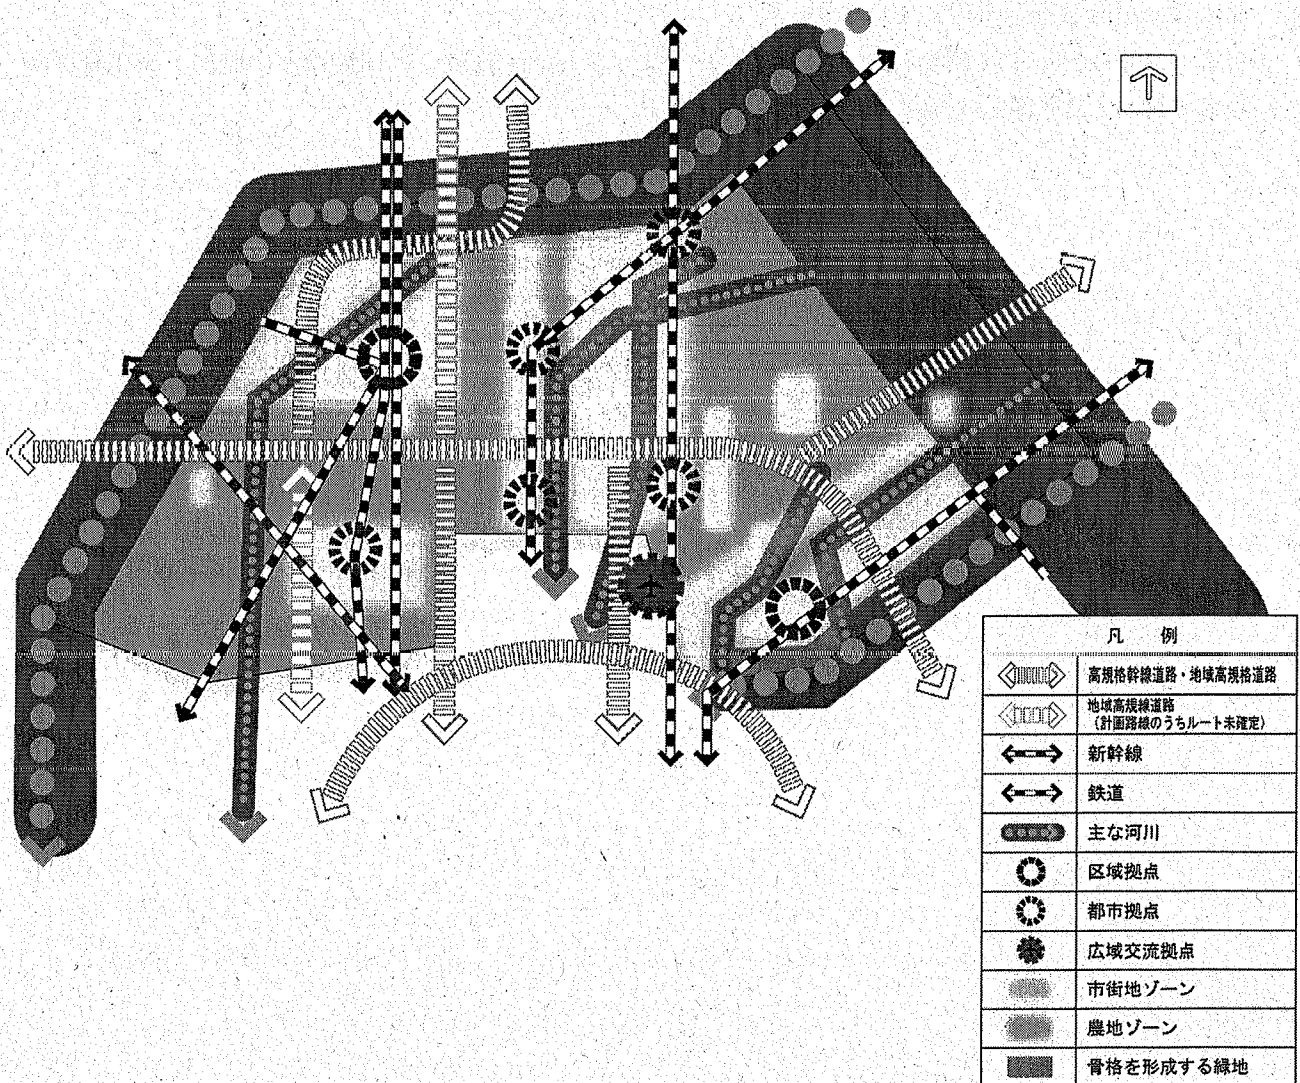 凡 例
高規格幹線道路・地域高規格道路
地域高規線道路
(計画路線のうちルート未確定)
新幹線
鉄道
主な河川
区域拠点
都市拠点
広域交流拠点
市街地ゾーン
農地ゾーン
骨格を形成する緑地